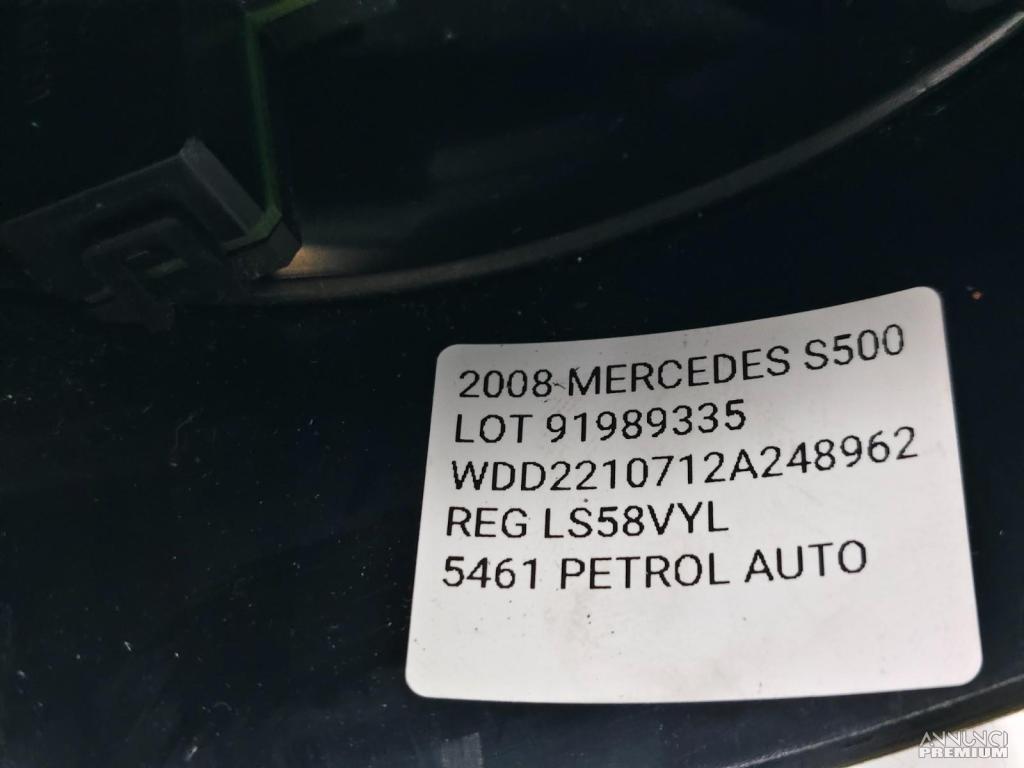 2008 MERCEDES S500
LOT 91989335
WDD2210712A248962
REG LS58VYL
5461 PETROL AUTO
ANNUNCI
PREMIUM